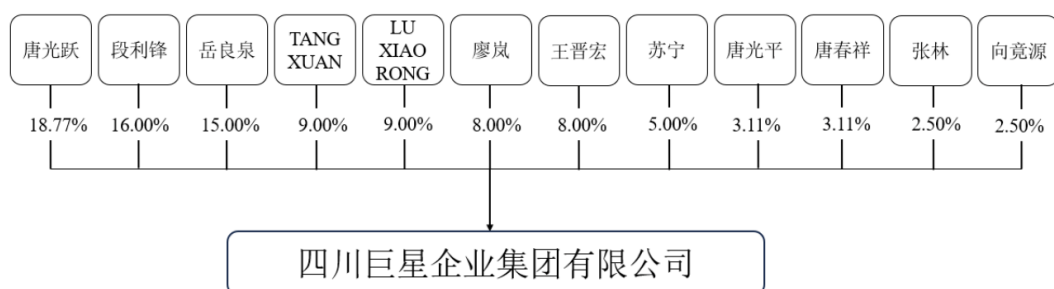 唐光跃
段利锋
岳良泉
TANG
XUAN
LU
XIAO
RONG
廖岚
王晋宏
苏宁
唐光平
唐春祥
张林
向竟源
18.77%
16.00%
15.00%
9.00%
9.00%
8.00%
8.00%
5.00%
3.11%
3.11%
2.50%
2.50%
四川巨星企业集团有限公司